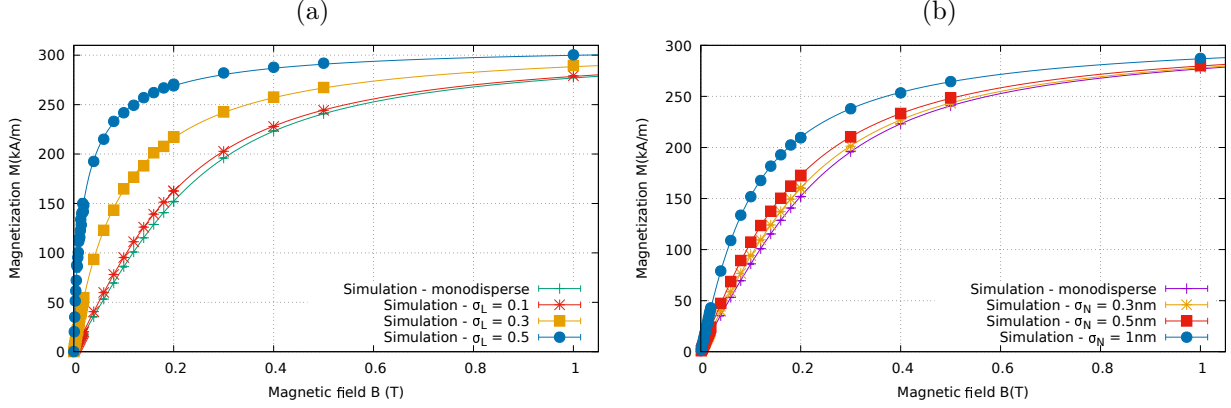 (a)
(b)
Magnetization M(kA/m)
300
250
200
150
100
50
0
0
0.2
0.4
0.6
0.8
1
Magnetic field B (T)
Simulation - monodisperse
Simulation - σL = 0.1
Simulation - σL = 0.3
Simulation - σL = 0.5
Magnetization M(kA/m)
300
250
200
150
100
50
0
0
0.2
0.4
0.6
0.8
1
Magnetic field B(T)
Simulation - monodisperse
Simulation - σN = 0.3nm
Simulation - σN = 0.5nm
Simulation - σN = 1nm